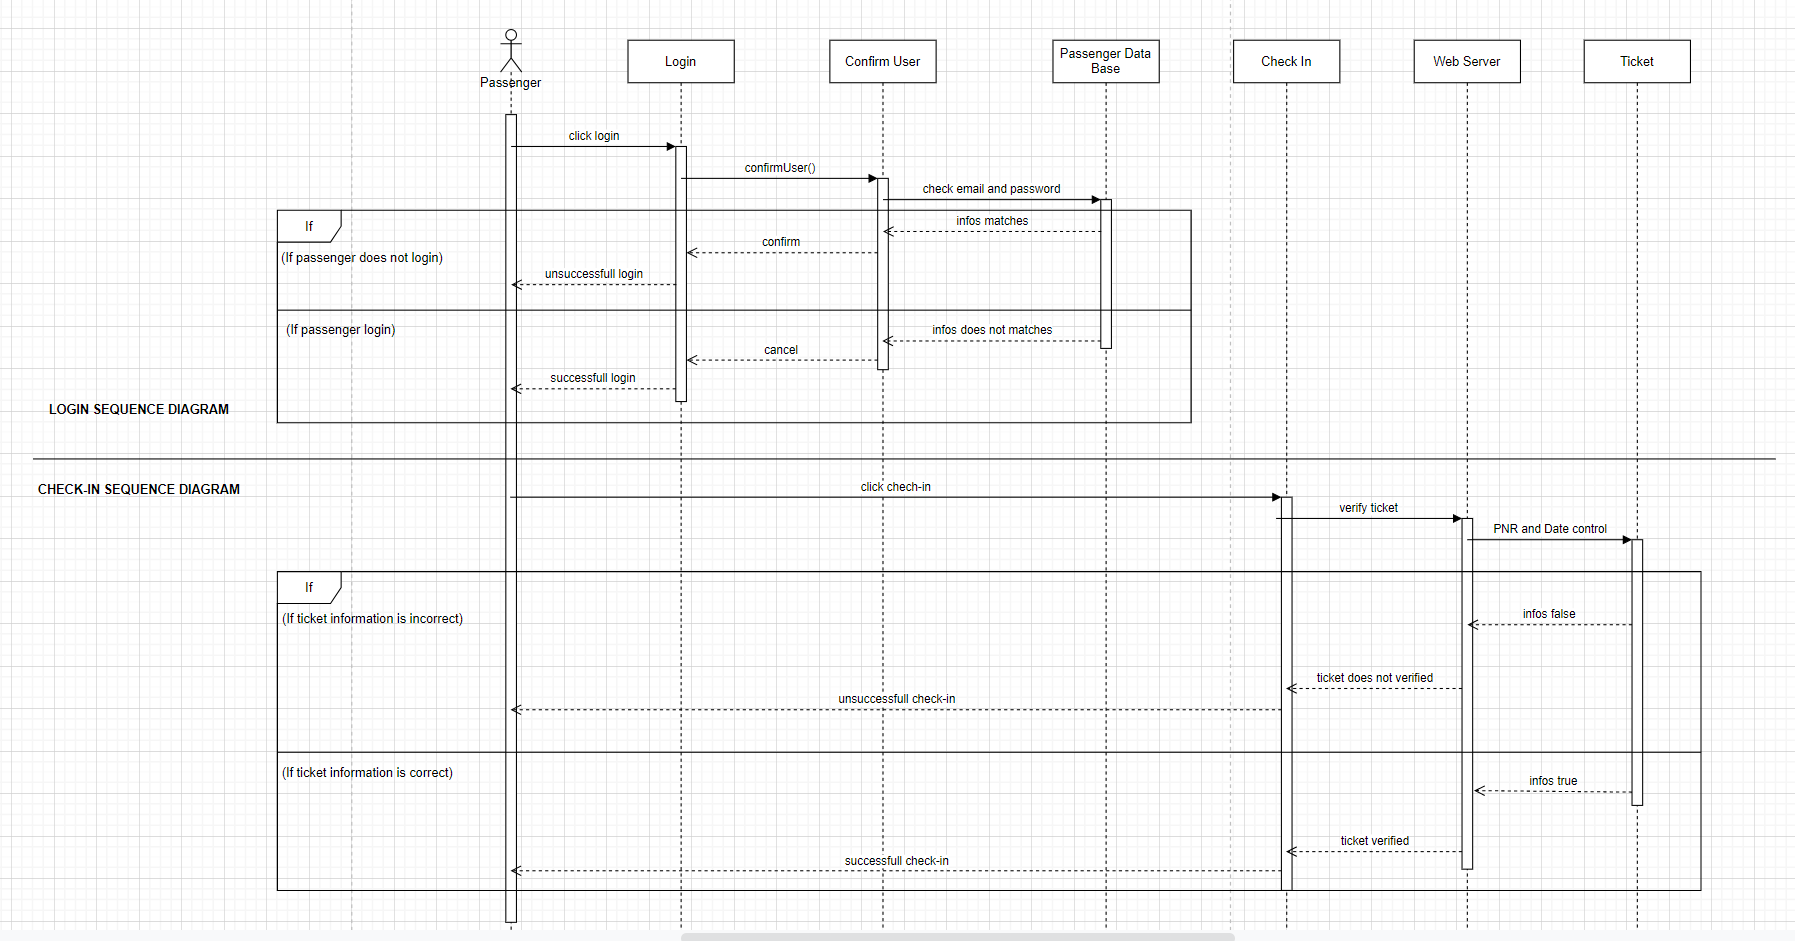 Passenger
Login
Confirm User
Passenger Data
Base
Check In
Web Server
Ticket
click login
confirmUser()
check email and password
If
infos matches
confirm
(If passenger does not login)
unsuccessfull login
(If passenger login)
infos does not matches
cancel
successfull login
LOGIN SEQUENCE DIAGRAM
CHECK-IN SEQUENCE DIAGRAM
click chech-in
verify ticket
PNR and Date control
If
(If ticket information is incorrect)
infos false
ticket does not verified
unsuccessfull check-in
(If ticket information is correct)
infos true
ticket verified
successfull check-in